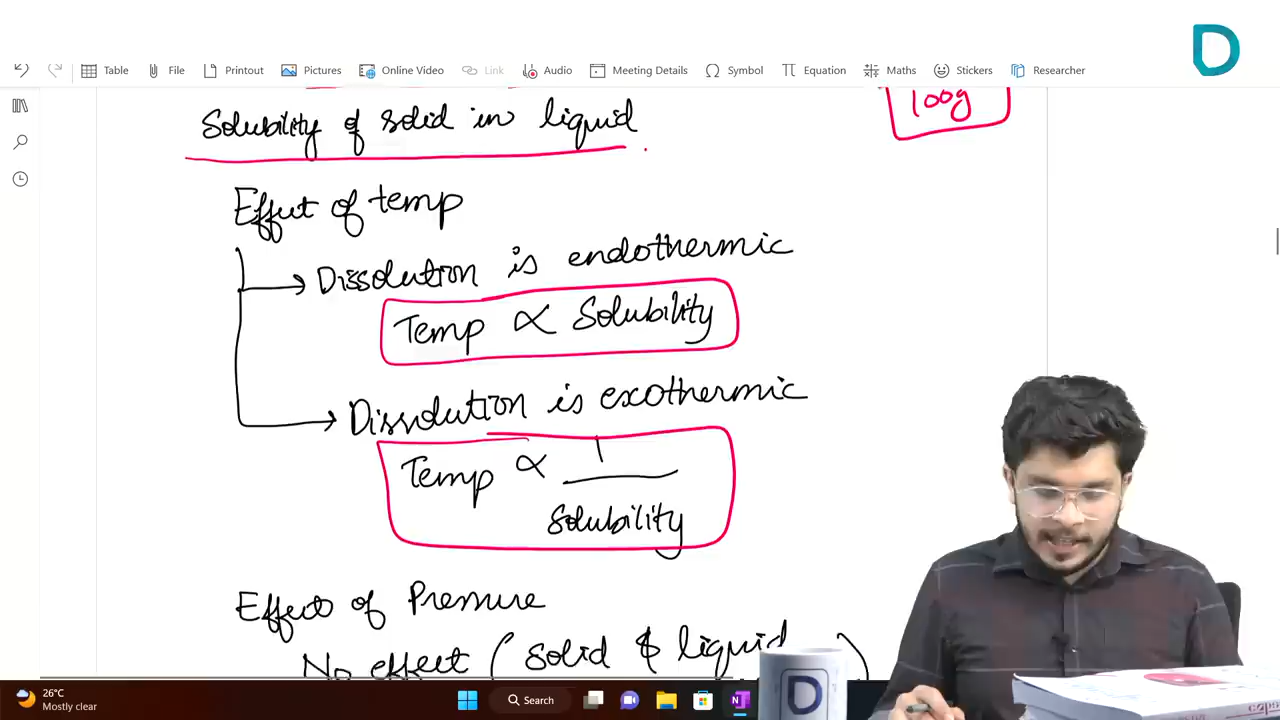 D
Table File Printout Pictures Online Video Link Audio Meeting Details Symbol Equation Maths Stickers Researcher
100g
Solubility of solid in liquid
Effect of temp
Dissolution is endothermic
Temp ∝ Solubility
Dissolution is exothermic
Temp ∝ 1
Solubility
Effect of Pressure
No effect ( solid & liquid )
D
26°C
Mostly clear
Search